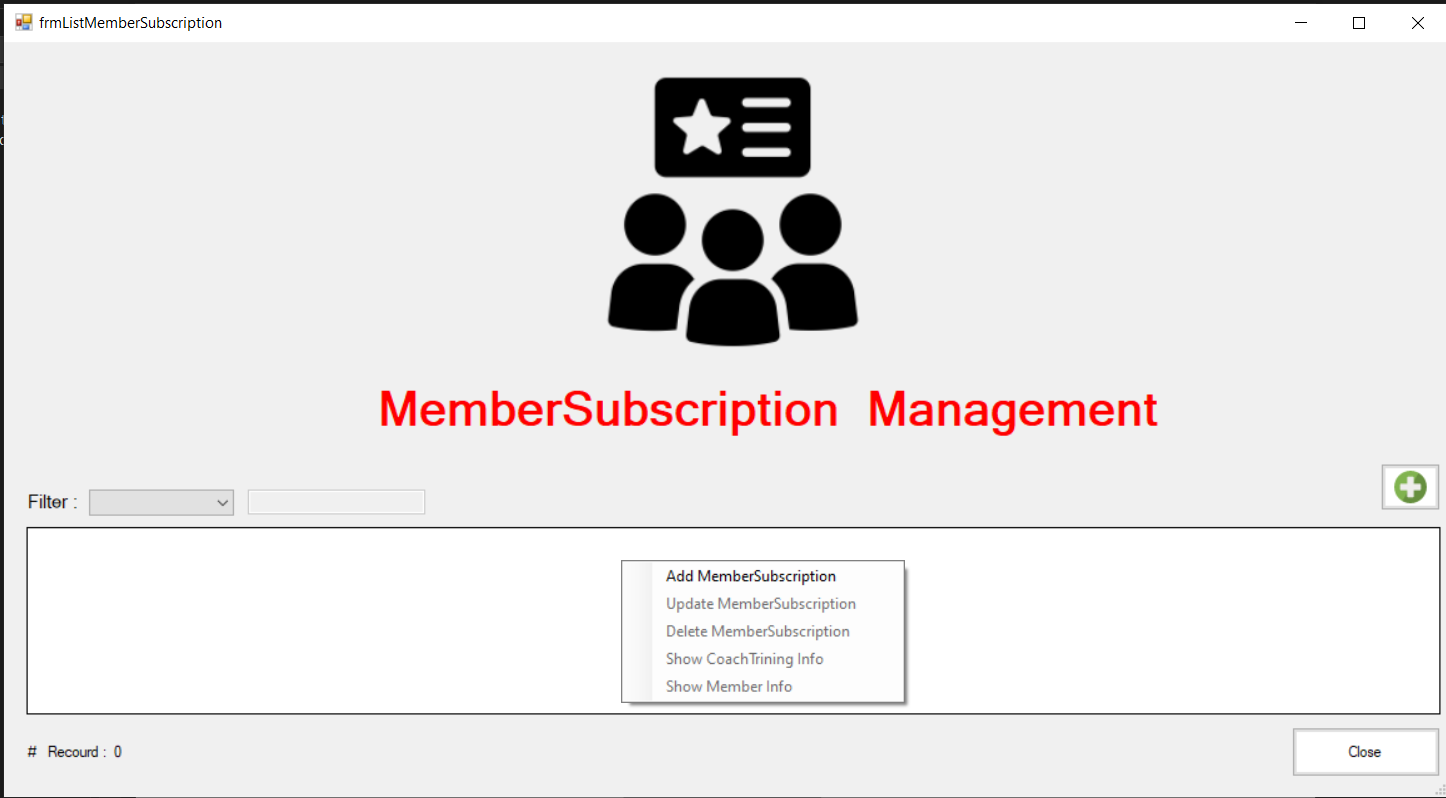 frmListMemberSubscription
MemberSubscription Management
Filter :
Add MemberSubscription
Update MemberSubscription
Delete MemberSubscription
Show CoachTrining Info
Show Member Info
# Recourd : 0
Close